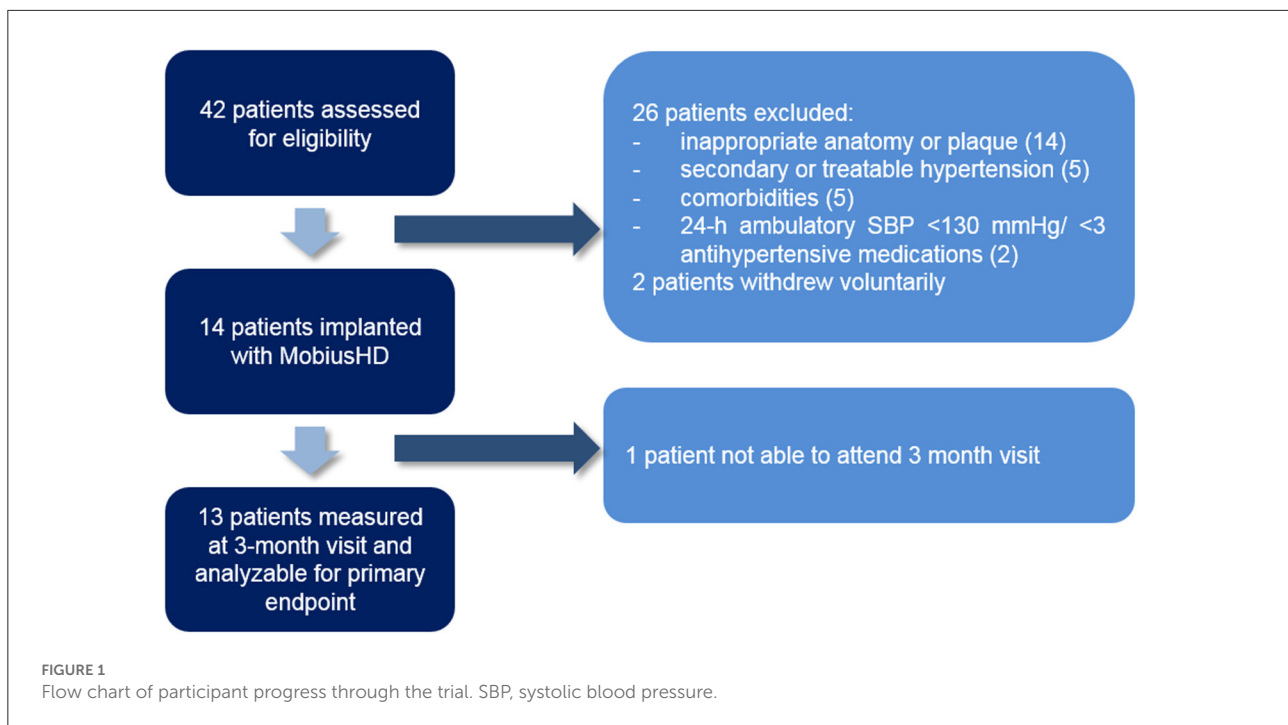 42 patients assessed
for eligibility
26 patients excluded:
- inappropriate anatomy or plaque (14)
- secondary or treatable hypertension (5)
- comorbidities (5)
- 24-h ambulatory SBP <130 mmHg/ <3
antihypertensive medications (2)
2 patients withdrew voluntarily
14 patients implanted
with MobiusHD
1 patient not able to attend 3 month visit
13 patients measured
at 3-month visit and
analyzable for primary
endpoint
FIGURE 1
Flow chart of participant progress through the trial. SBP, systolic blood pressure.